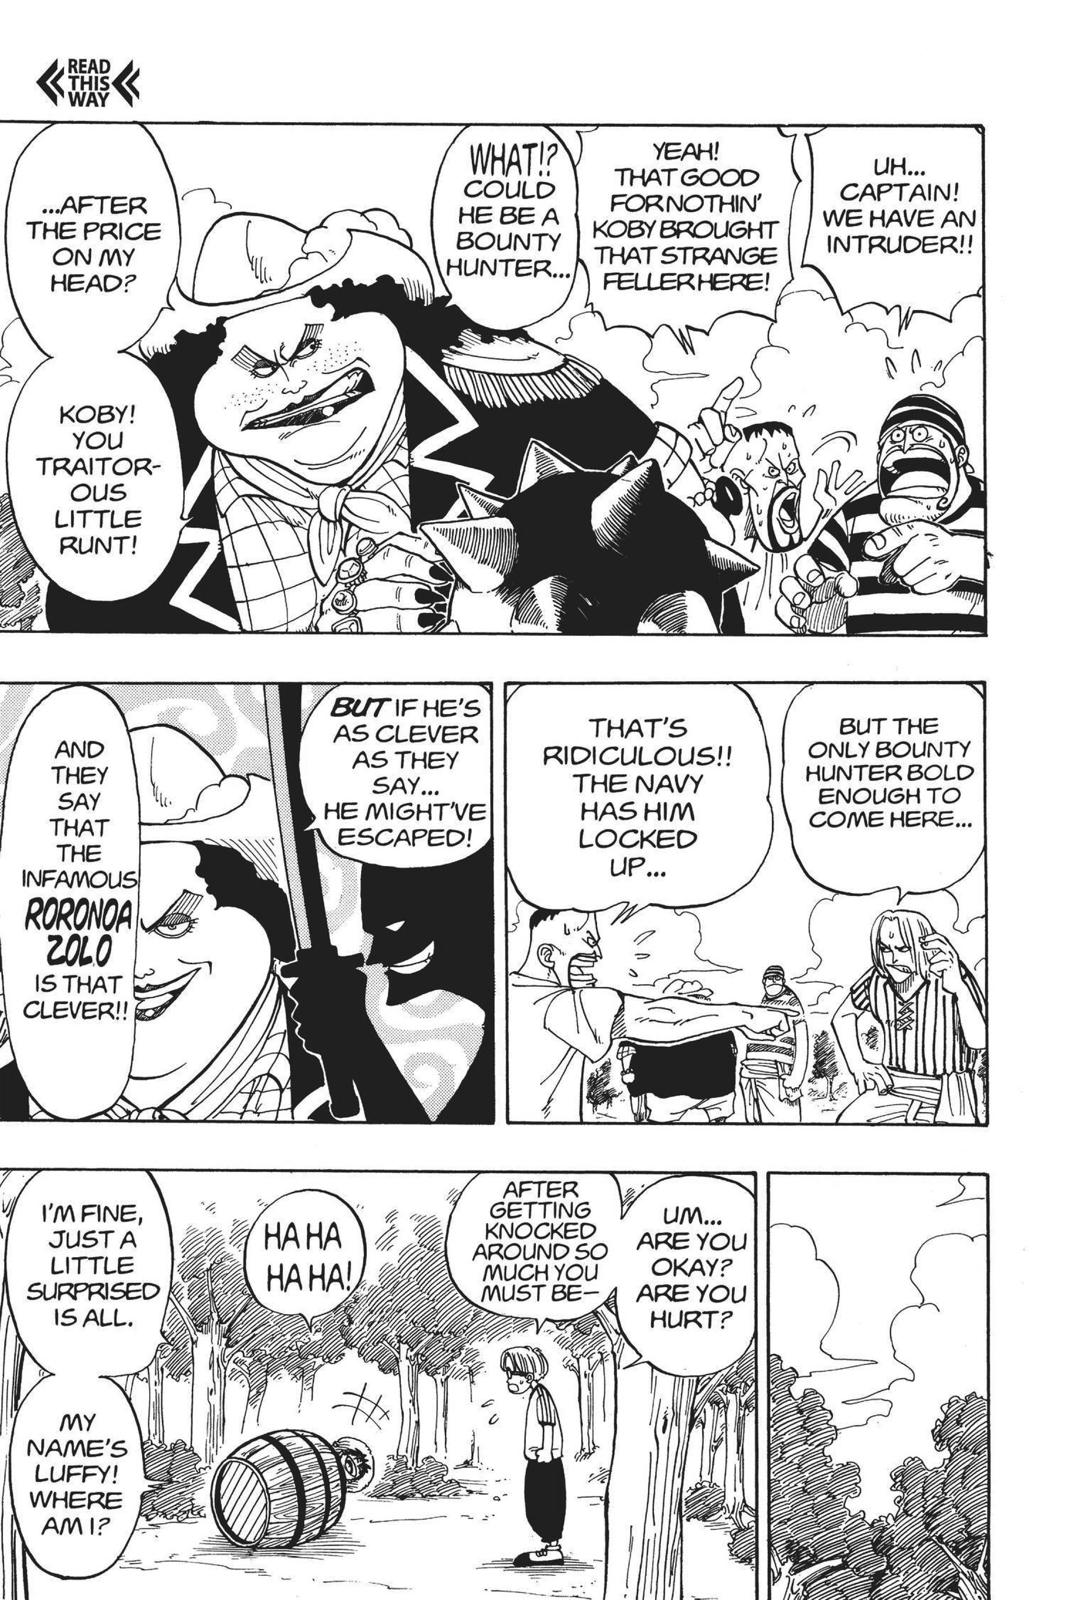 READ
THIS
WAY
UH...
CAPTAIN!
WE HAVE AN
INTRUDER!!
YEAH!
THAT GOOD
FORNOTHIN'
KOBY BROUGHT
THAT STRANGE
FELLER HERE!
WHAT!?
COULD
HE BE A
BOUNTY
HUNTER...
...AFTER
THE PRICE
ON MY
HEAD?
KOBY!
YOU
TRAITOR-
OUS
LITTLE
RUNT!
BUT THE
ONLY BOUNTY
HUNTER BOLD
ENOUGH TO
COME HERE...
THAT'S
RIDICULOUS!!
THE NAVY
HAS HIM
LOCKED
UP...
BUT IF HE'S
AS CLEVER
AS THEY
SAY...
HE MIGHT'VE
ESCAPED!
AND
THEY
SAY
THAT
THE
INFAMOUS
RORONOA
ZOLO
IS THAT
CLEVER!!
UM...
ARE YOU
OKAY?
ARE YOU
HURT?
AFTER
GETTING
KNOCKED
AROUND SO
MUCH YOU
MUST BE—
HA HA
HA HA!
I'M FINE,
JUST A
LITTLE
SURPRISED
IS ALL.
MY
NAME'S
LUFFY!
WHERE
AM I?